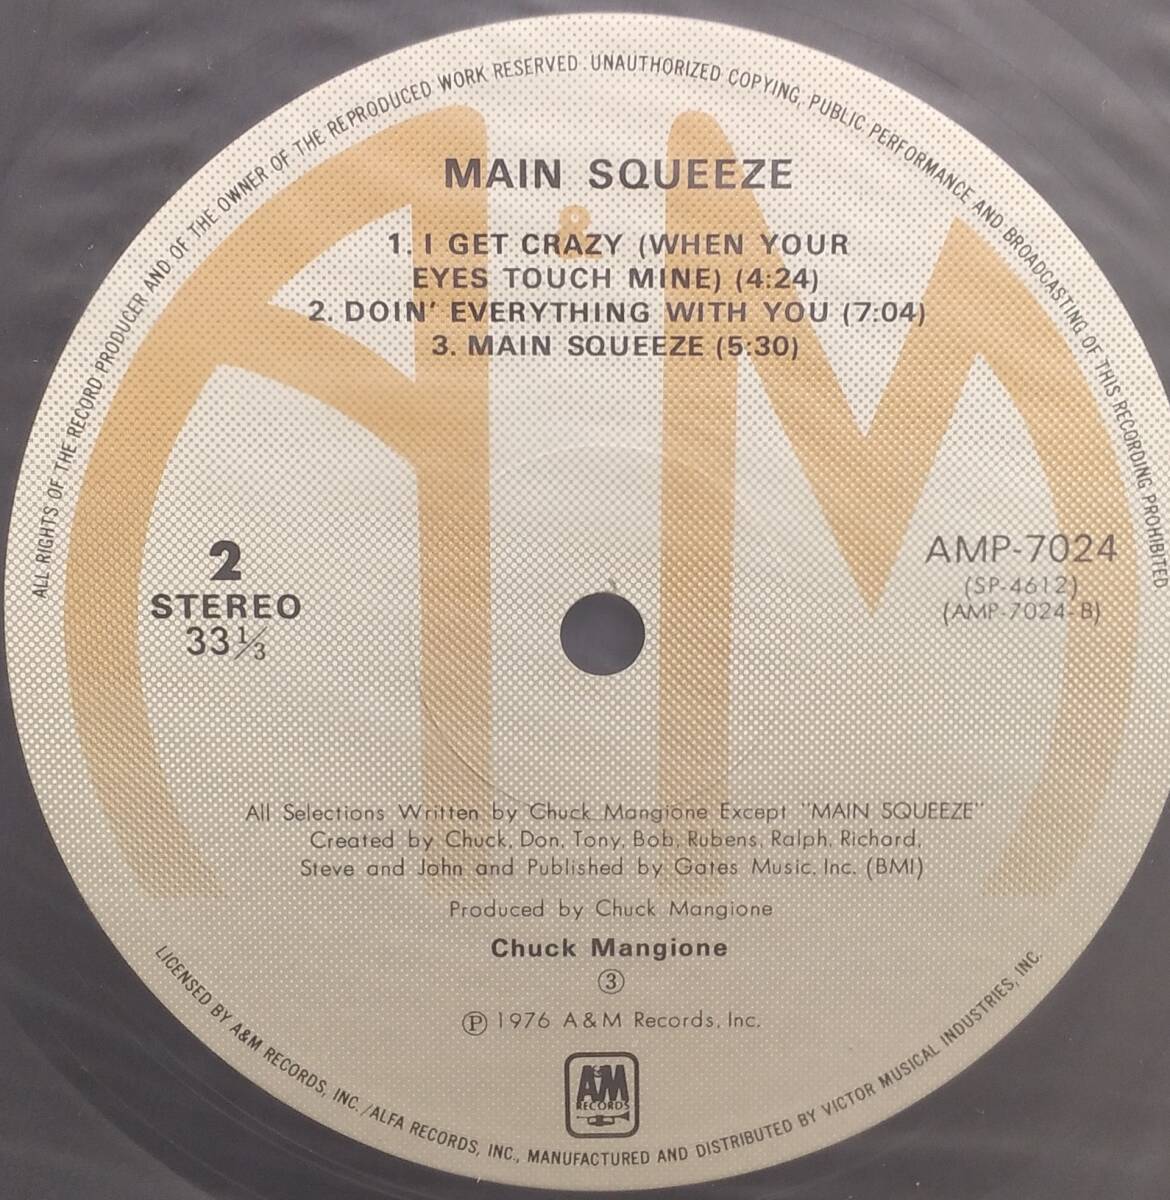 ALL RIGHTS OF THE RECORD PRODUCER AND OF THE OWNER OF THE REPRODUCED WORK RESERVED UNAUTHORIZED COPYING, PUBLIC PERFORMANCE AND BROADCASTING OF THIS RECORDING PROHIBITED
A&M
MAIN SQUEEZE
1. I GET CRAZY (WHEN YOUR
EYES TOUCH MINE) (4:24)
2. DOIN' EVERYTHING WITH YOU (7:04)
3. MAIN SQUEEZE (5:30)
2
STEREO
33 1/3
AMP-7024
(SP-4612)
(AMP-7024-B)
All Selections Written by Chuck Mangione Except "MAIN SQUEEZE"
Created by Chuck, Don, Tony, Bob, Rubens, Ralph, Richard,
Steve and John and Published by Gates Music, Inc. (BMI)
Produced by Chuck Mangione
Chuck Mangione
③
Ⓟ 1976 A&M Records, Inc.
A&M
RECORDS
LICENSED BY A&M RECORDS, INC./ALFA RECORDS, INC., MANUFACTURED AND DISTRIBUTED BY VICTOR MUSICAL INDUSTRIES, INC.